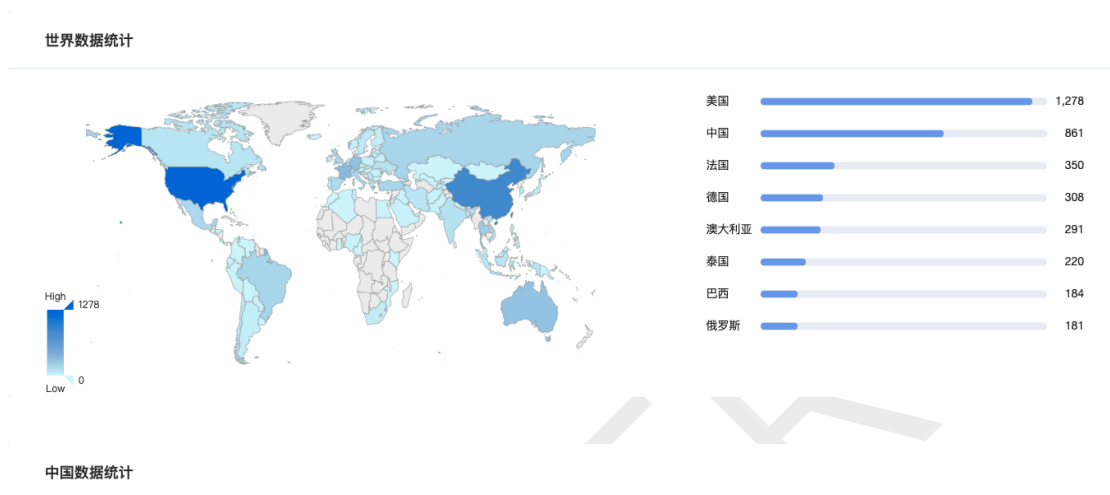 世界数据统计
美国 1,278
中国 861
法国 350
德国 308
澳大利亚 291
泰国 220
巴西 184
俄罗斯 181
High
1278
0
Low
中国数据统计